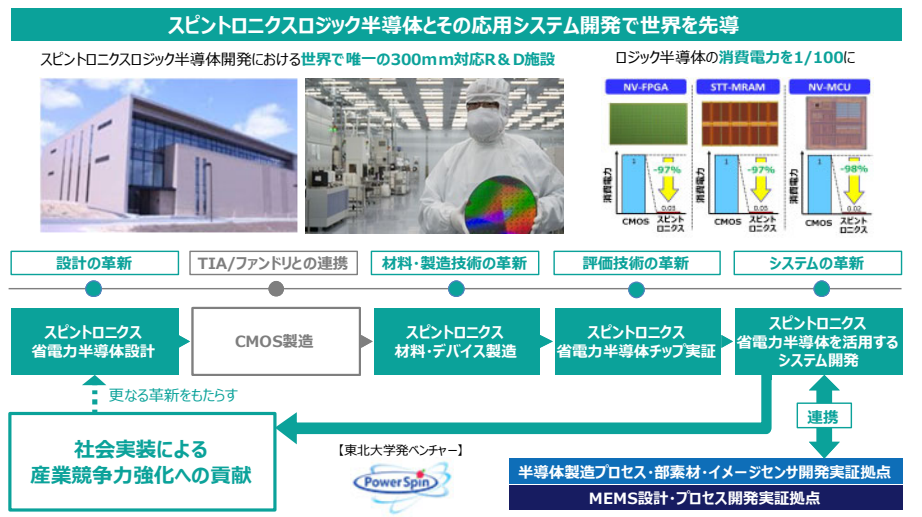 スピントロニクスロジック半導体とその応用システム開発で世界を先導
スピントロニクスロジック半導体開発における世界で唯一の300mm対応R&D施設
ロジック半導体の消費電力を1/100に
NV-FPGA
STT-MRAM
NV-MCU
消費電力
1
-97%
0.03
CMOS
スピント
ロニクス
消費電力
1
-97%
0.03
CMOS
スピント
ロニクス
消費電力
1
-98%
0.02
CMOS
スピント
ロニクス
設計の革新
TIA/ファンドリとの連携
材料・製造技術の革新
評価技術の革新
システムの革新
スピントロニクス
省電力半導体設計
CMOS製造
スピントロニクス
材料・デバイス製造
スピントロニクス
省電力半導体チップ実証
スピントロニクス
省電力半導体を活用する
システム開発
更なる革新をもたらす
連携
社会実装による
産業競争力強化への貢献
【東北大学発ベンチャー】
PowerSpin
半導体製造プロセス・部素材・イメージセンサ開発実証拠点
MEMS設計・プロセス開発実証拠点